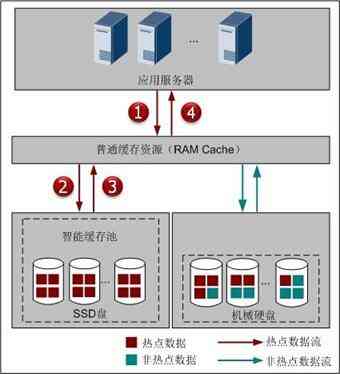 ...
应用服务器
1
4
普通缓存资源（RAM Cache）
2
3
智能缓存池
...
...
SSD盘
机械硬盘
热点数据
热点数据流
非热点数据
非热点数据流